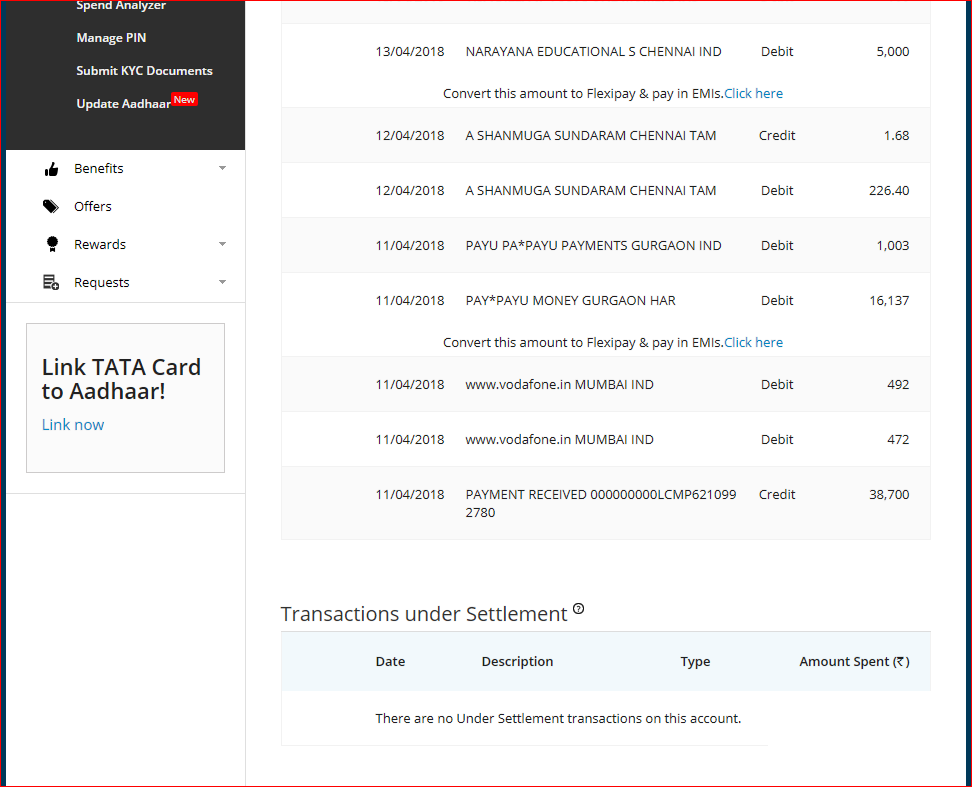 Spend Analyzer
Manage PIN
Submit KYC Documents
Update Aadhaar New
Benefits
Offers
Rewards
Requests
Link TATA Card
to Aadhaar!
Link now
13/04/2018 NARAYANA EDUCATIONAL S CHENNAI IND Debit 5,000
Convert this amount to Flexipay & pay in EMIs.Click here
12/04/2018 A SHANMUGA SUNDARAM CHENNAI TAM Credit 1.68
12/04/2018 A SHANMUGA SUNDARAM CHENNAI TAM Debit 226.40
11/04/2018 PAYU PA*PAYU PAYMENTS GURGAON IND Debit 1,003
11/04/2018 PAY*PAYU MONEY GURGAON HAR Debit 16,137
Convert this amount to Flexipay & pay in EMIs.Click here
11/04/2018 www.vodafone.in MUMBAI IND Debit 492
11/04/2018 www.vodafone.in MUMBAI IND Debit 472
11/04/2018 PAYMENT RECEIVED 000000000LCMP621099 Credit 38,700
2780
Transactions under Settlement ?
Date Description Type Amount Spent (₹)
There are no Under Settlement transactions on this account.